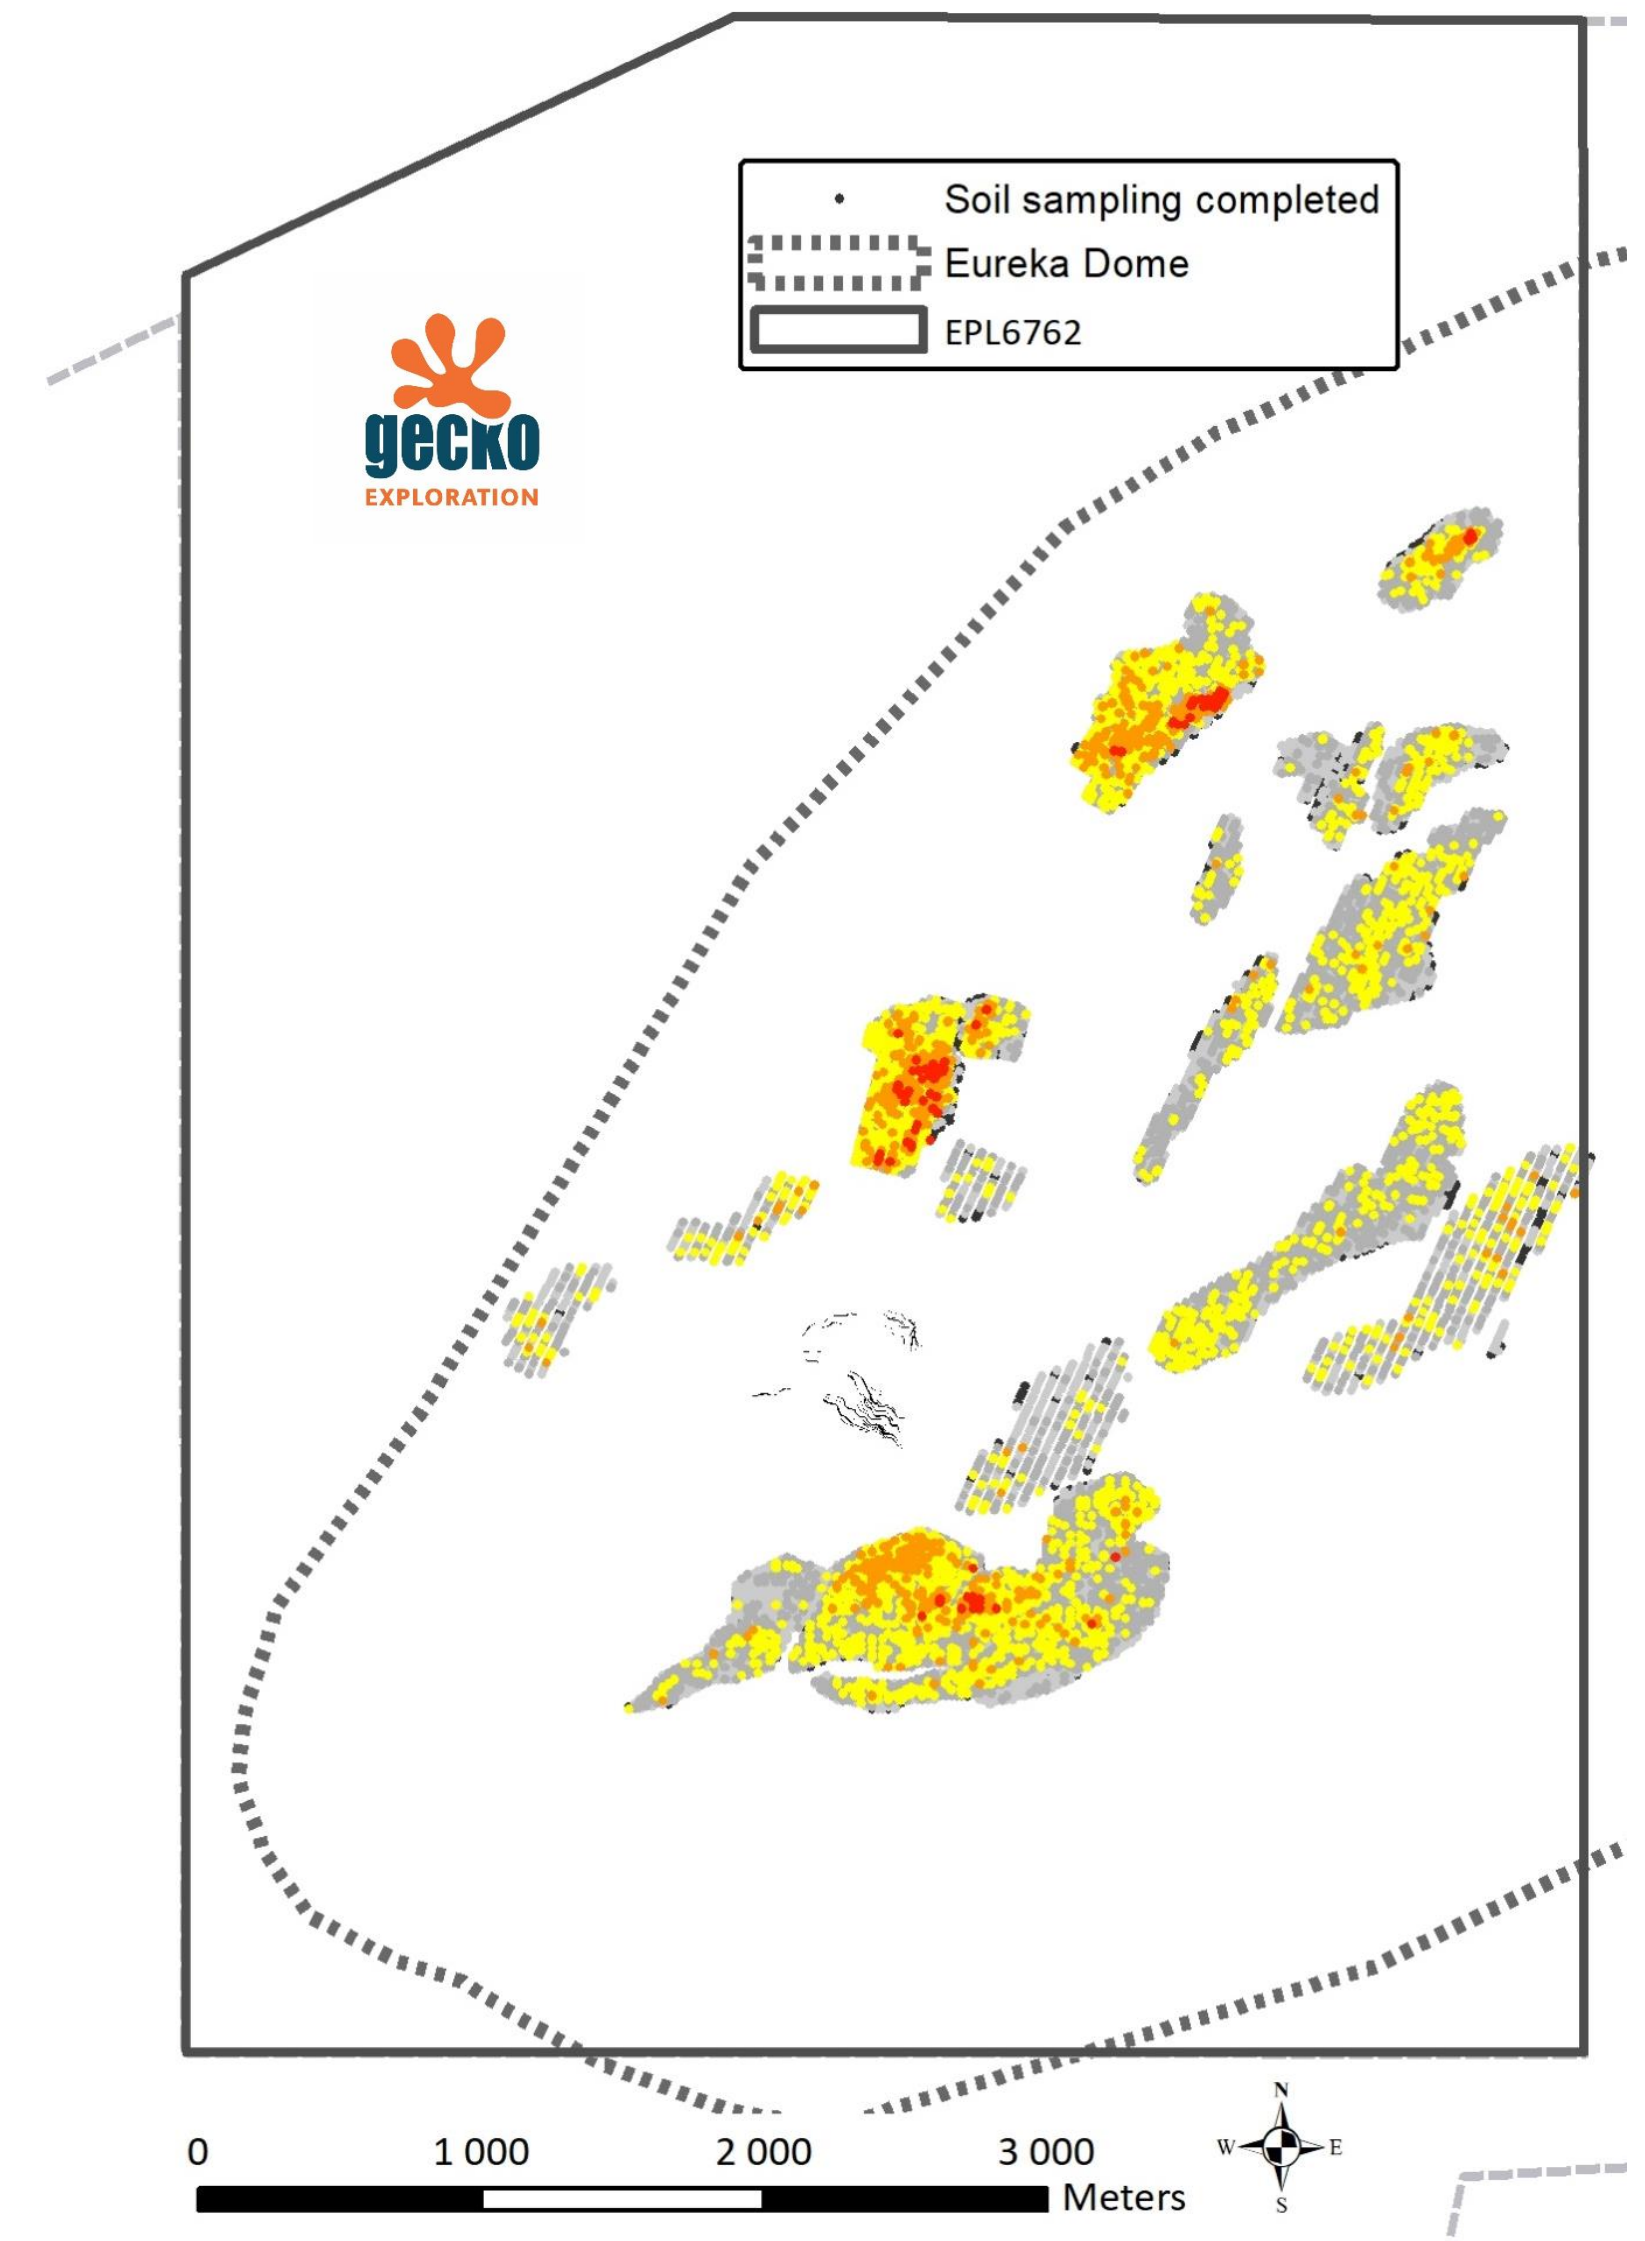 Soil sampling completed
Eureka Dome
EPL6762
gecko
EXPLORATION
N
W E
S
0 1 000 2 000 3 000
Meters